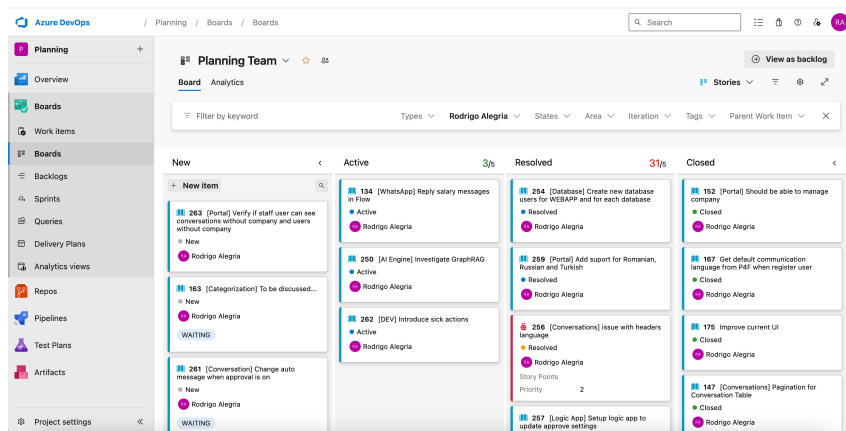 Azure DevOps / Planning / Boards / Boards
Search
RA
P Planning +
Overview
Boards
Work items
Boards
Backlogs
Sprints
Queries
Delivery Plans
Analytics views
Repos
Pipelines
Test Plans
Artifacts
Project settings
Planning Team
View as backlog
Board Analytics
Stories
Filter by keyword
Types
Rodrigo Alegria
States
Area
Iteration
Tags
Parent Work Item
New
+ New item
263 [Portal] Verify if staff user can see
conversations without company and users
without company
New
RA Rodrigo Alegria
163 [Categorization] To be discussed...
New
RA Rodrigo Alegria
WAITING
261 [Conversation] Change auto
message when approval is on
New
RA Rodrigo Alegria
WAITING
Active 3/5
134 [WhatsApp] Reply salary messages
in Flow
Active
RA Rodrigo Alegria
250 [AI Engine] Investigate GraphRAG
Active
RA Rodrigo Alegria
262 [DEV] Introduce sick actions
Active
RA Rodrigo Alegria
Resolved 31/5
254 [Database] Create new database
users for WEBAPP and for each database
Resolved
RA Rodrigo Alegria
259 [Portal] Add suport for Romanian,
Russian and Turkish
Resolved
RA Rodrigo Alegria
256 [Conversations] issue with headers
language
Resolved
RA Rodrigo Alegria
Story Points
Priority 2
257 [Logic App] Setup logic app to
update approve settings
Closed
152 [Portal] Should be able to manage
company
Closed
RA Rodrigo Alegria
167 Get default communication
language from P4F when register user
Closed
RA Rodrigo Alegria
175 Improve current UI
Closed
RA Rodrigo Alegria
147 [Conversations] Pagination for
Conversation Table
Closed
RA Rodrigo Alegria